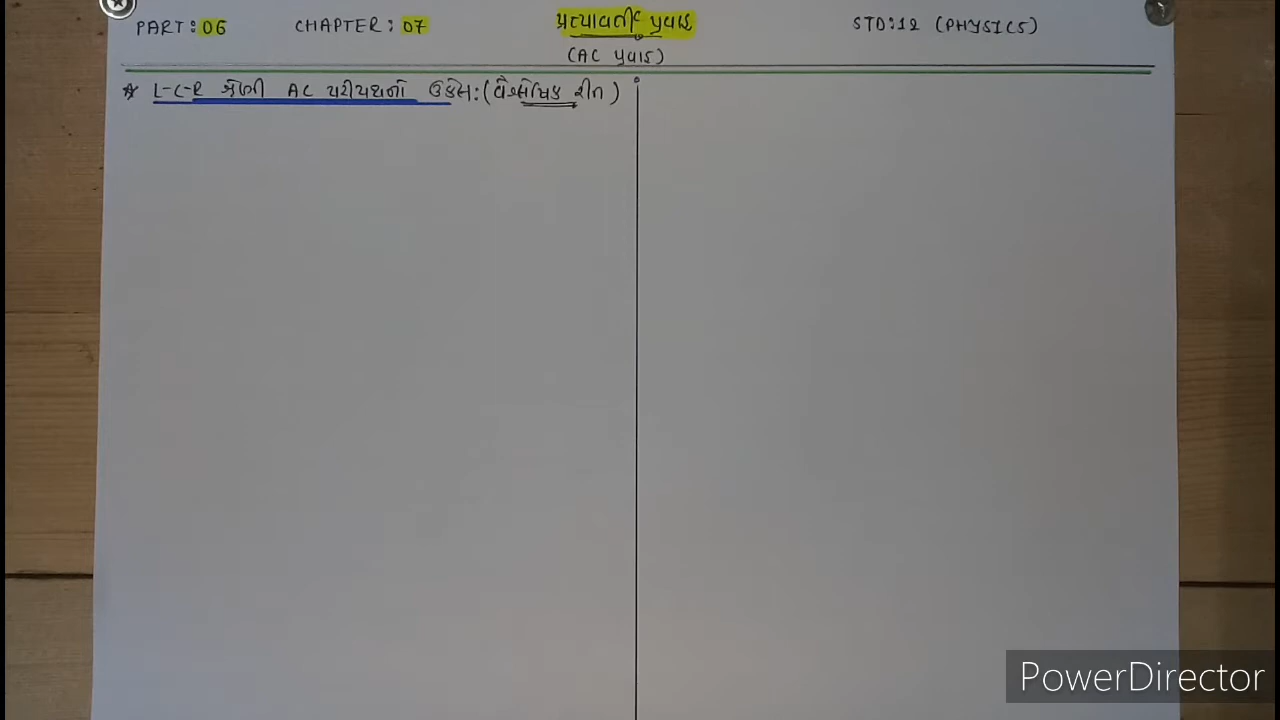 PART: 06 CHAPTER: 07 પ્રત્યાવર્તી પ્રવાહ STD:12 (PHYSICS)
(AC પ્રવાહ)
* L-C-R શ્રેણી AC પરીપથનો ઉકેલ: (વૈશ્લેષિક રીત)
PowerDirector